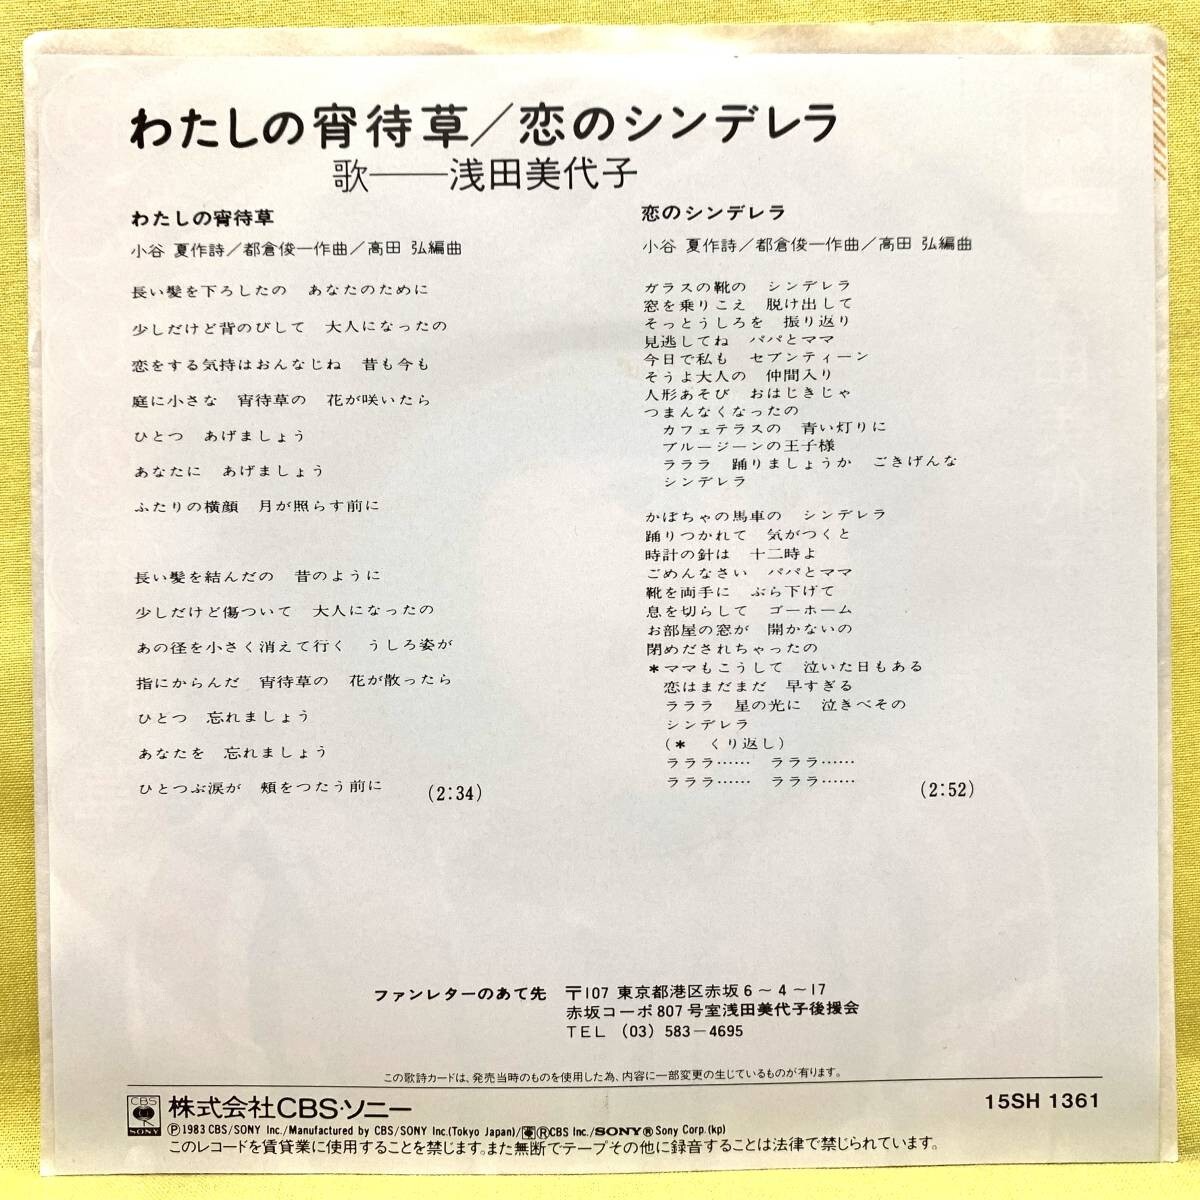 わたしの宵待草／恋のシンデレラ
歌――浅田美代子
わたしの宵待草
小谷 夏作詩／都倉俊一作曲／高田 弘編曲
長い髪を下ろしたの あなたのために
少しだけど背のびして 大人になったの
恋をする気持はおんなじね 昔も今も
庭に小さな 宵待草の 花が咲いたら
ひとつ あげましょう
あなたに あげましょう
ふたりの横顔 月が照らす前に
長い髪を結んだの 昔のように
少しだけど傷ついて 大人になったの
あの径を小さく消えて行く うしろ姿が
指にからんだ 宵待草の 花が散ったら
ひとつ 忘れましょう
あなたを 忘れましょう
ひとつぶ涙が 頬をつたう前に (2:34)
恋のシンデレラ
小谷 夏作詩／都倉俊一作曲／高田 弘編曲
ガラスの靴の シンデレラ
窓を乗りこえ 脱け出して
そっとうしろを 振り返り
見逃してね パパとママ
今日で私も セブンティーン
そうよ大人の 仲間入り
人形あそび おはじきじゃ
つまんなくなったの
カフェテラスの 青い灯りに
ブルージーンの王子様
ラララ 踊りましょうか ごきげんな
シンデレラ
かぼちゃの馬車の シンデレラ
踊りつかれて 気がつくと
時計の針は 十二時よ
ごめんなさい パパとママ
靴を両手に ぶら下げて
息を切らして ゴーホーム
お部屋の窓が 開かないの
閉めだされちゃったの
＊ママもこうして 泣いた日もある
恋はまだまだ 早すぎる
ラララ 星の光に 泣きべその
シンデレラ
(＊ くり返し)
ラララ…… ラララ……
ラララ…… ラララ…… (2:52)
ファンレターのあて先 〒107 東京都港区赤坂6～4～17
赤坂コーポ807号室浅田美代子後援会
TEL (03) 583－4695
この歌詩カードは、発売当時のものを使用した為、内容に一部変更の生じているものが有ります。
CBS SONY 株式会社CBS・ソニー 15SH 1361
Ⓟ1983 CBS/SONY Inc./Manufactured by CBS/SONY Inc.(Tokyo Japan)/®CBS Inc./SONY® Sony Corp.(kp)
このレコードを賃貸業に使用することを禁じます。また無断でテープその他に録音することは法律で禁じられています。